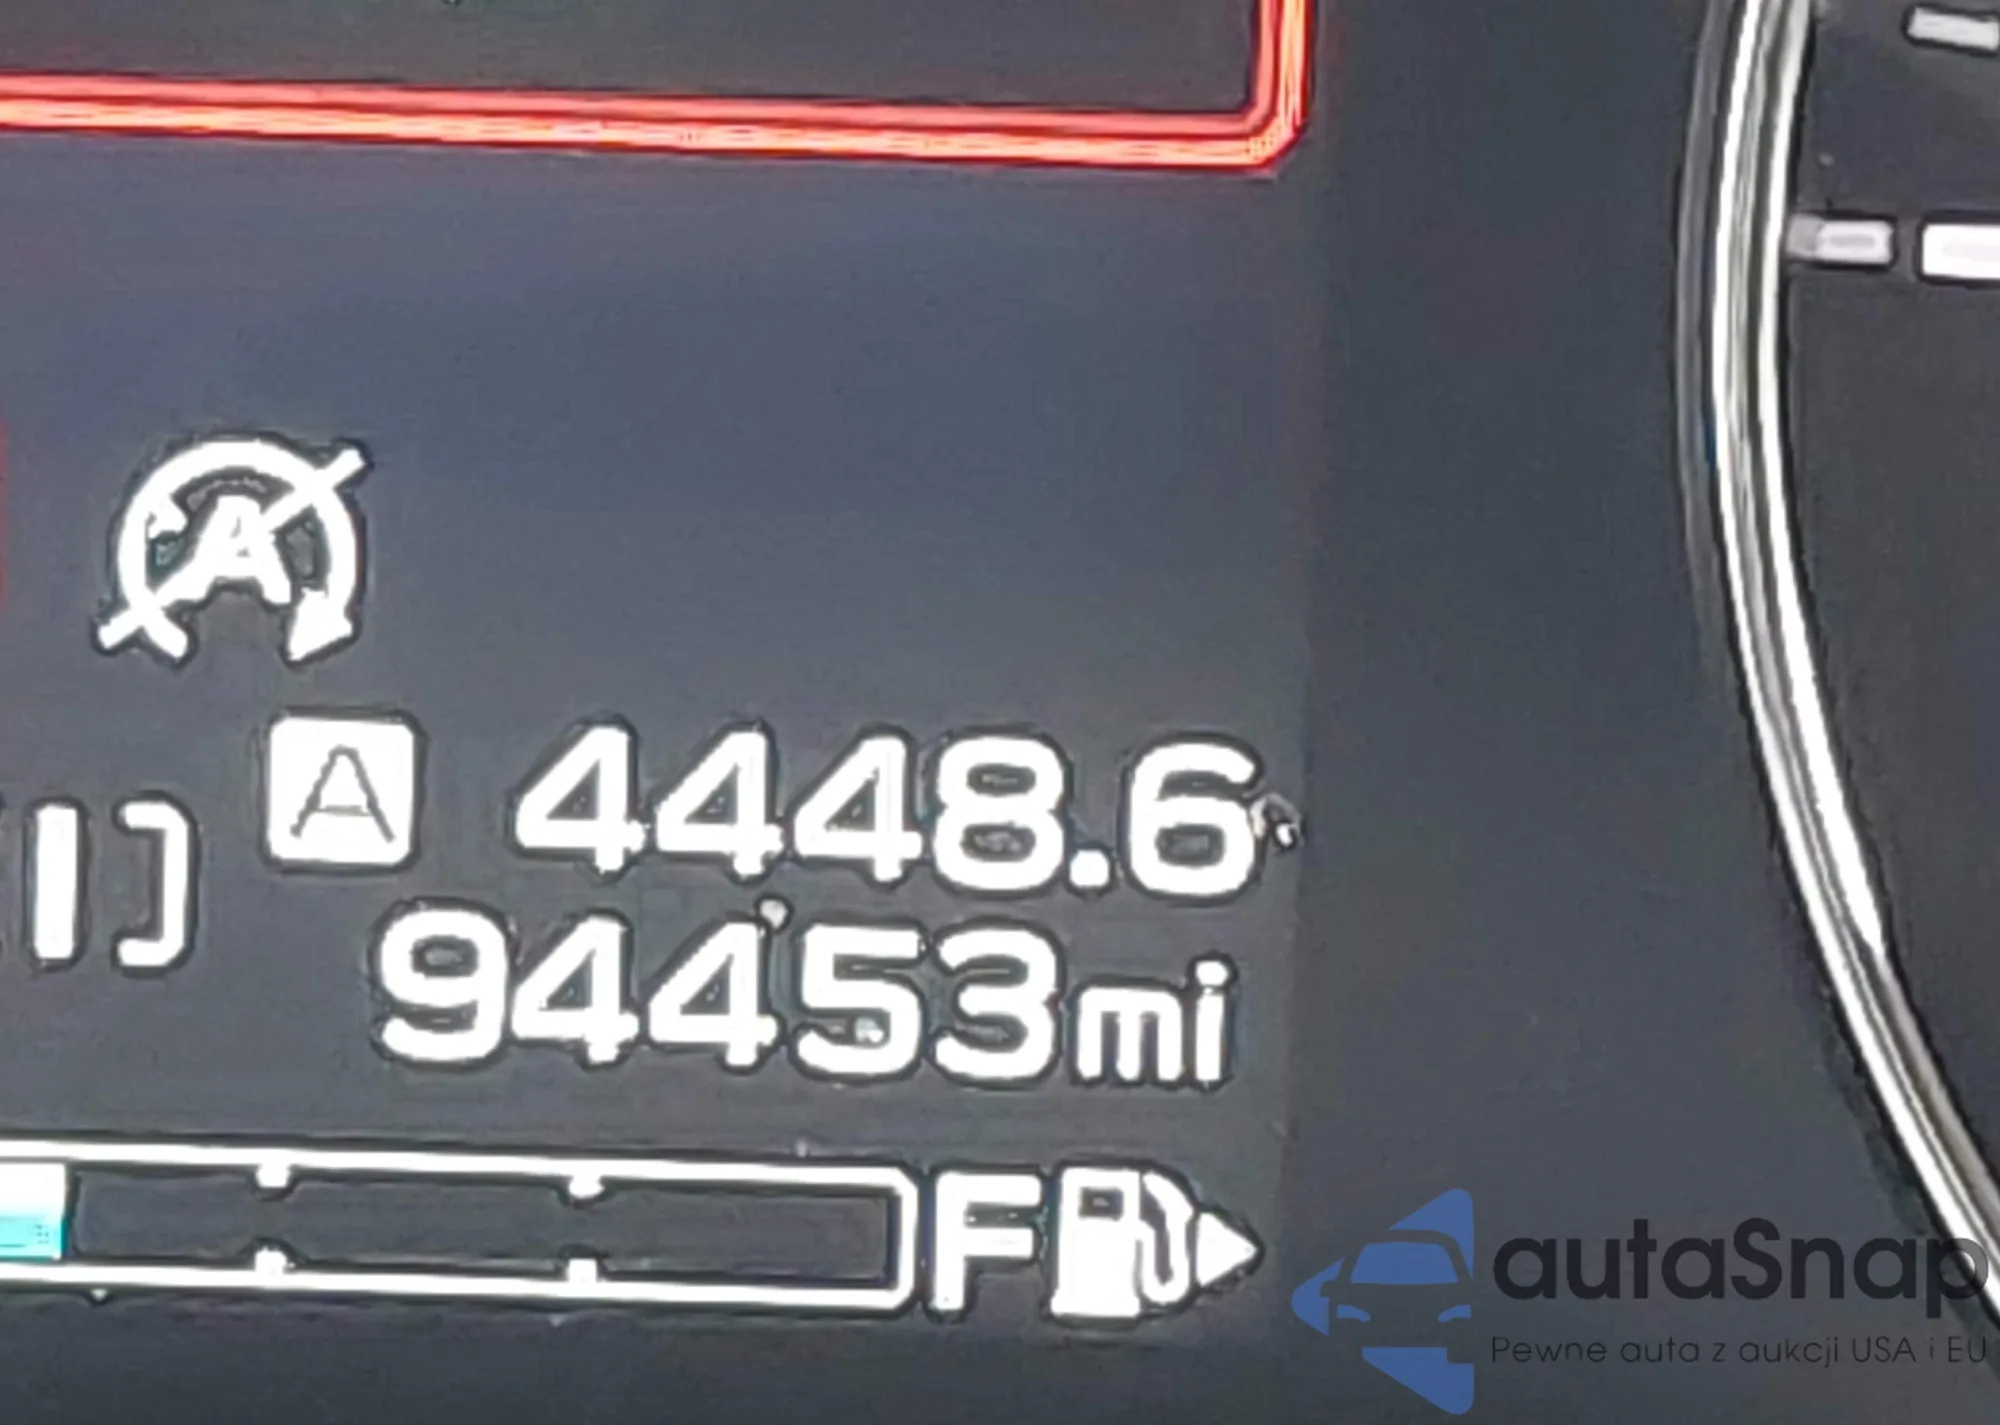 A
A 4448.6
94453mi
F
autaSnap
Pewne auta z aukcji USA i EU